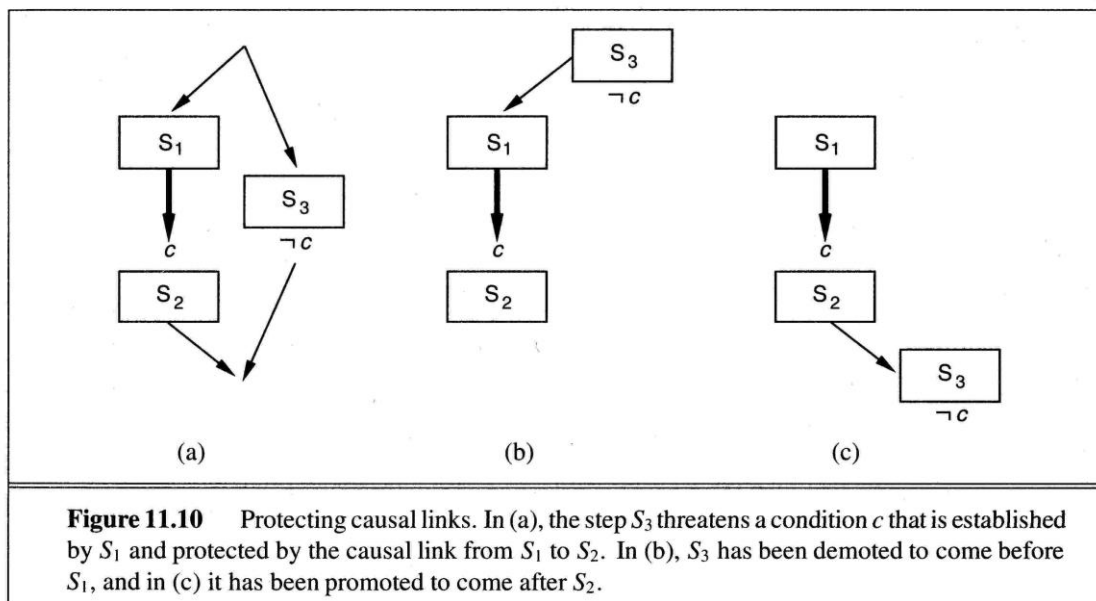 S3
¬c
S1
S1
S1
S3
¬c
c
c
c
S2
S2
S2
S3
¬c
(a)
(b)
(c)
Figure 11.10 Protecting causal links. In (a), the step S3 threatens a condition c that is established
by S1 and protected by the causal link from S1 to S2. In (b), S3 has been demoted to come before
S1, and in (c) it has been promoted to come after S2.